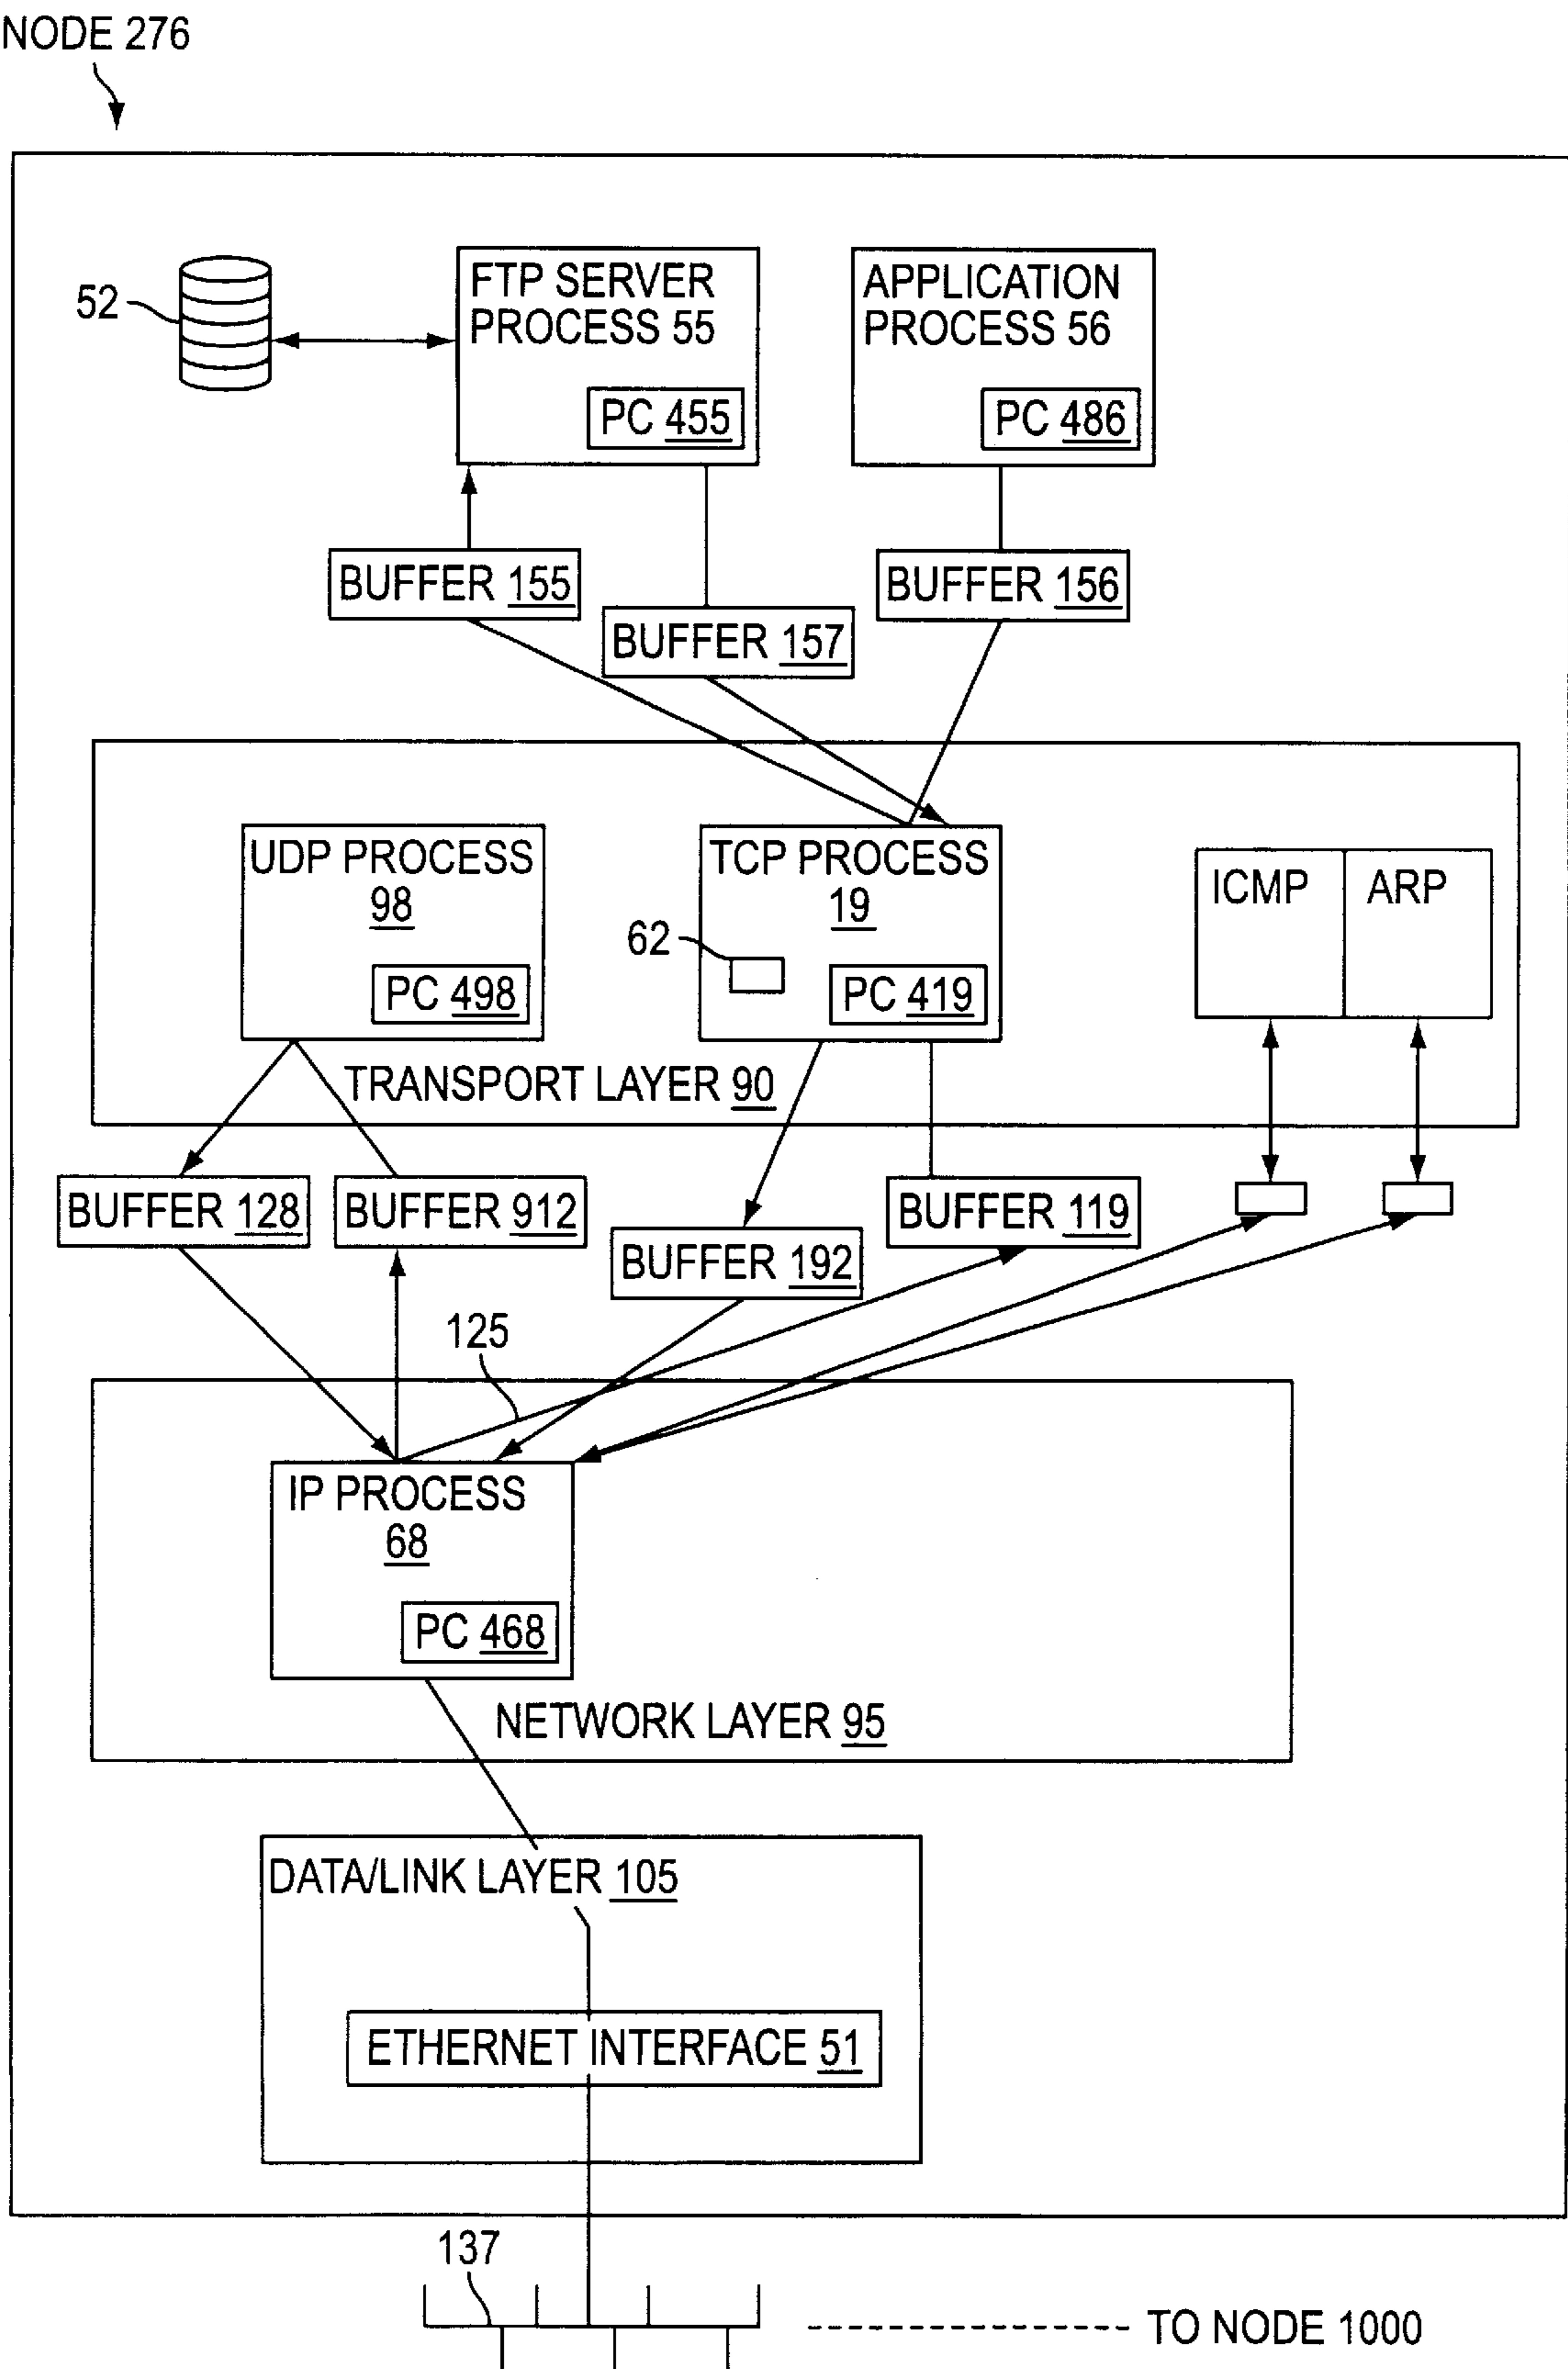 NODE 276
52
FTP SERVER
PROCESS 55
PC 455
APPLICATION
PROCESS 56
PC 486
BUFFER 155
BUFFER 157
BUFFER 156
UDP PROCESS
98
PC 498
TCP PROCESS
19
62
PC 419
ICMP
ARP
TRANSPORT LAYER 90
BUFFER 128
BUFFER 912
BUFFER 192
BUFFER 119
125
IP PROCESS
68
PC 468
NETWORK LAYER 95
DATA/LINK LAYER 105
ETHERNET INTERFACE 51
137
TO NODE 1000